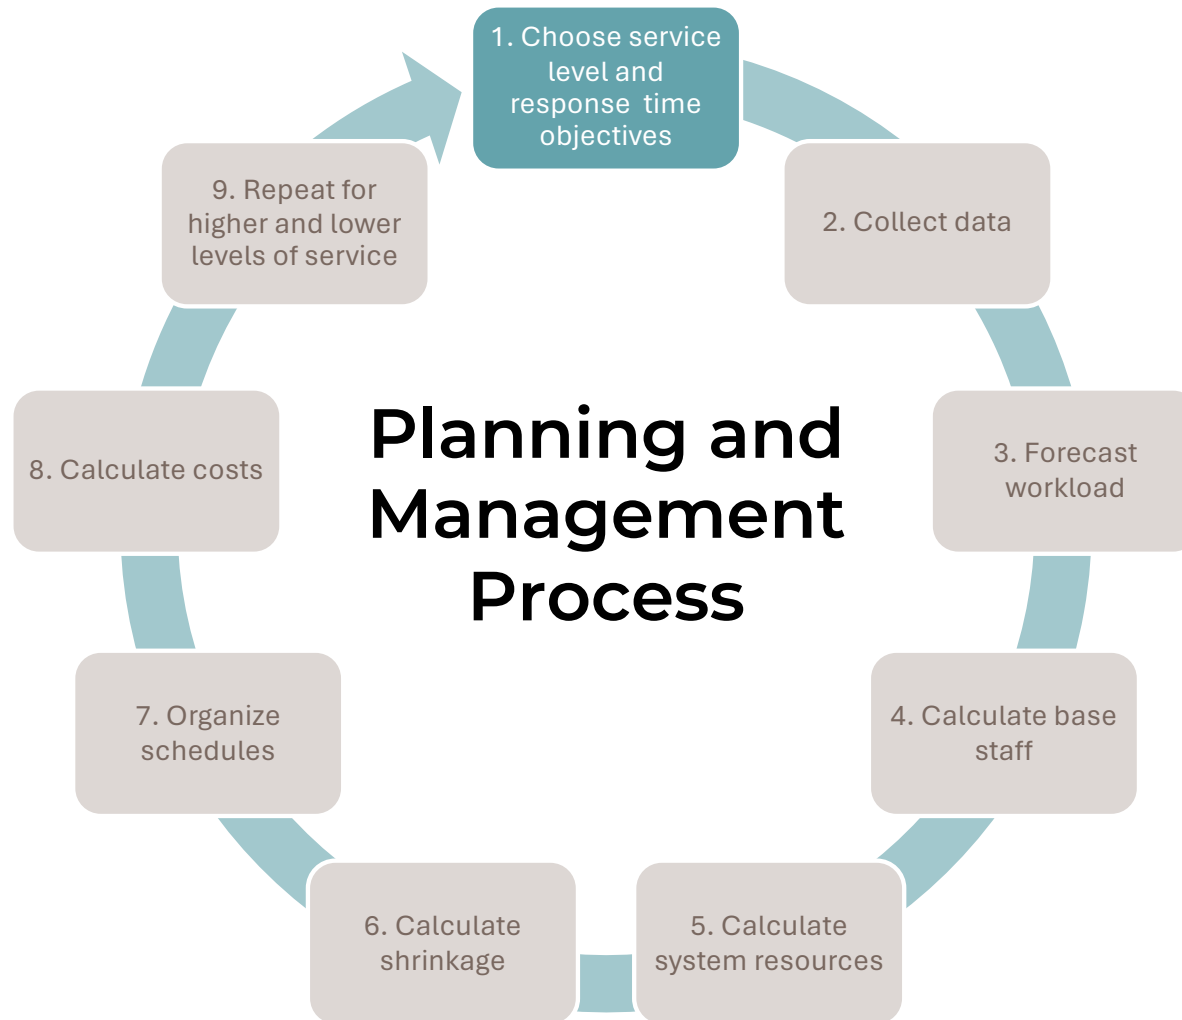 1. Choose service
level and
response time
objectives
2. Collect data
3. Forecast
workload
4. Calculate base
staff
5. Calculate
system resources
6. Calculate
shrinkage
7. Organize
schedules
8. Calculate costs
9. Repeat for
higher and lower
levels of service
Planning and
Management
Process